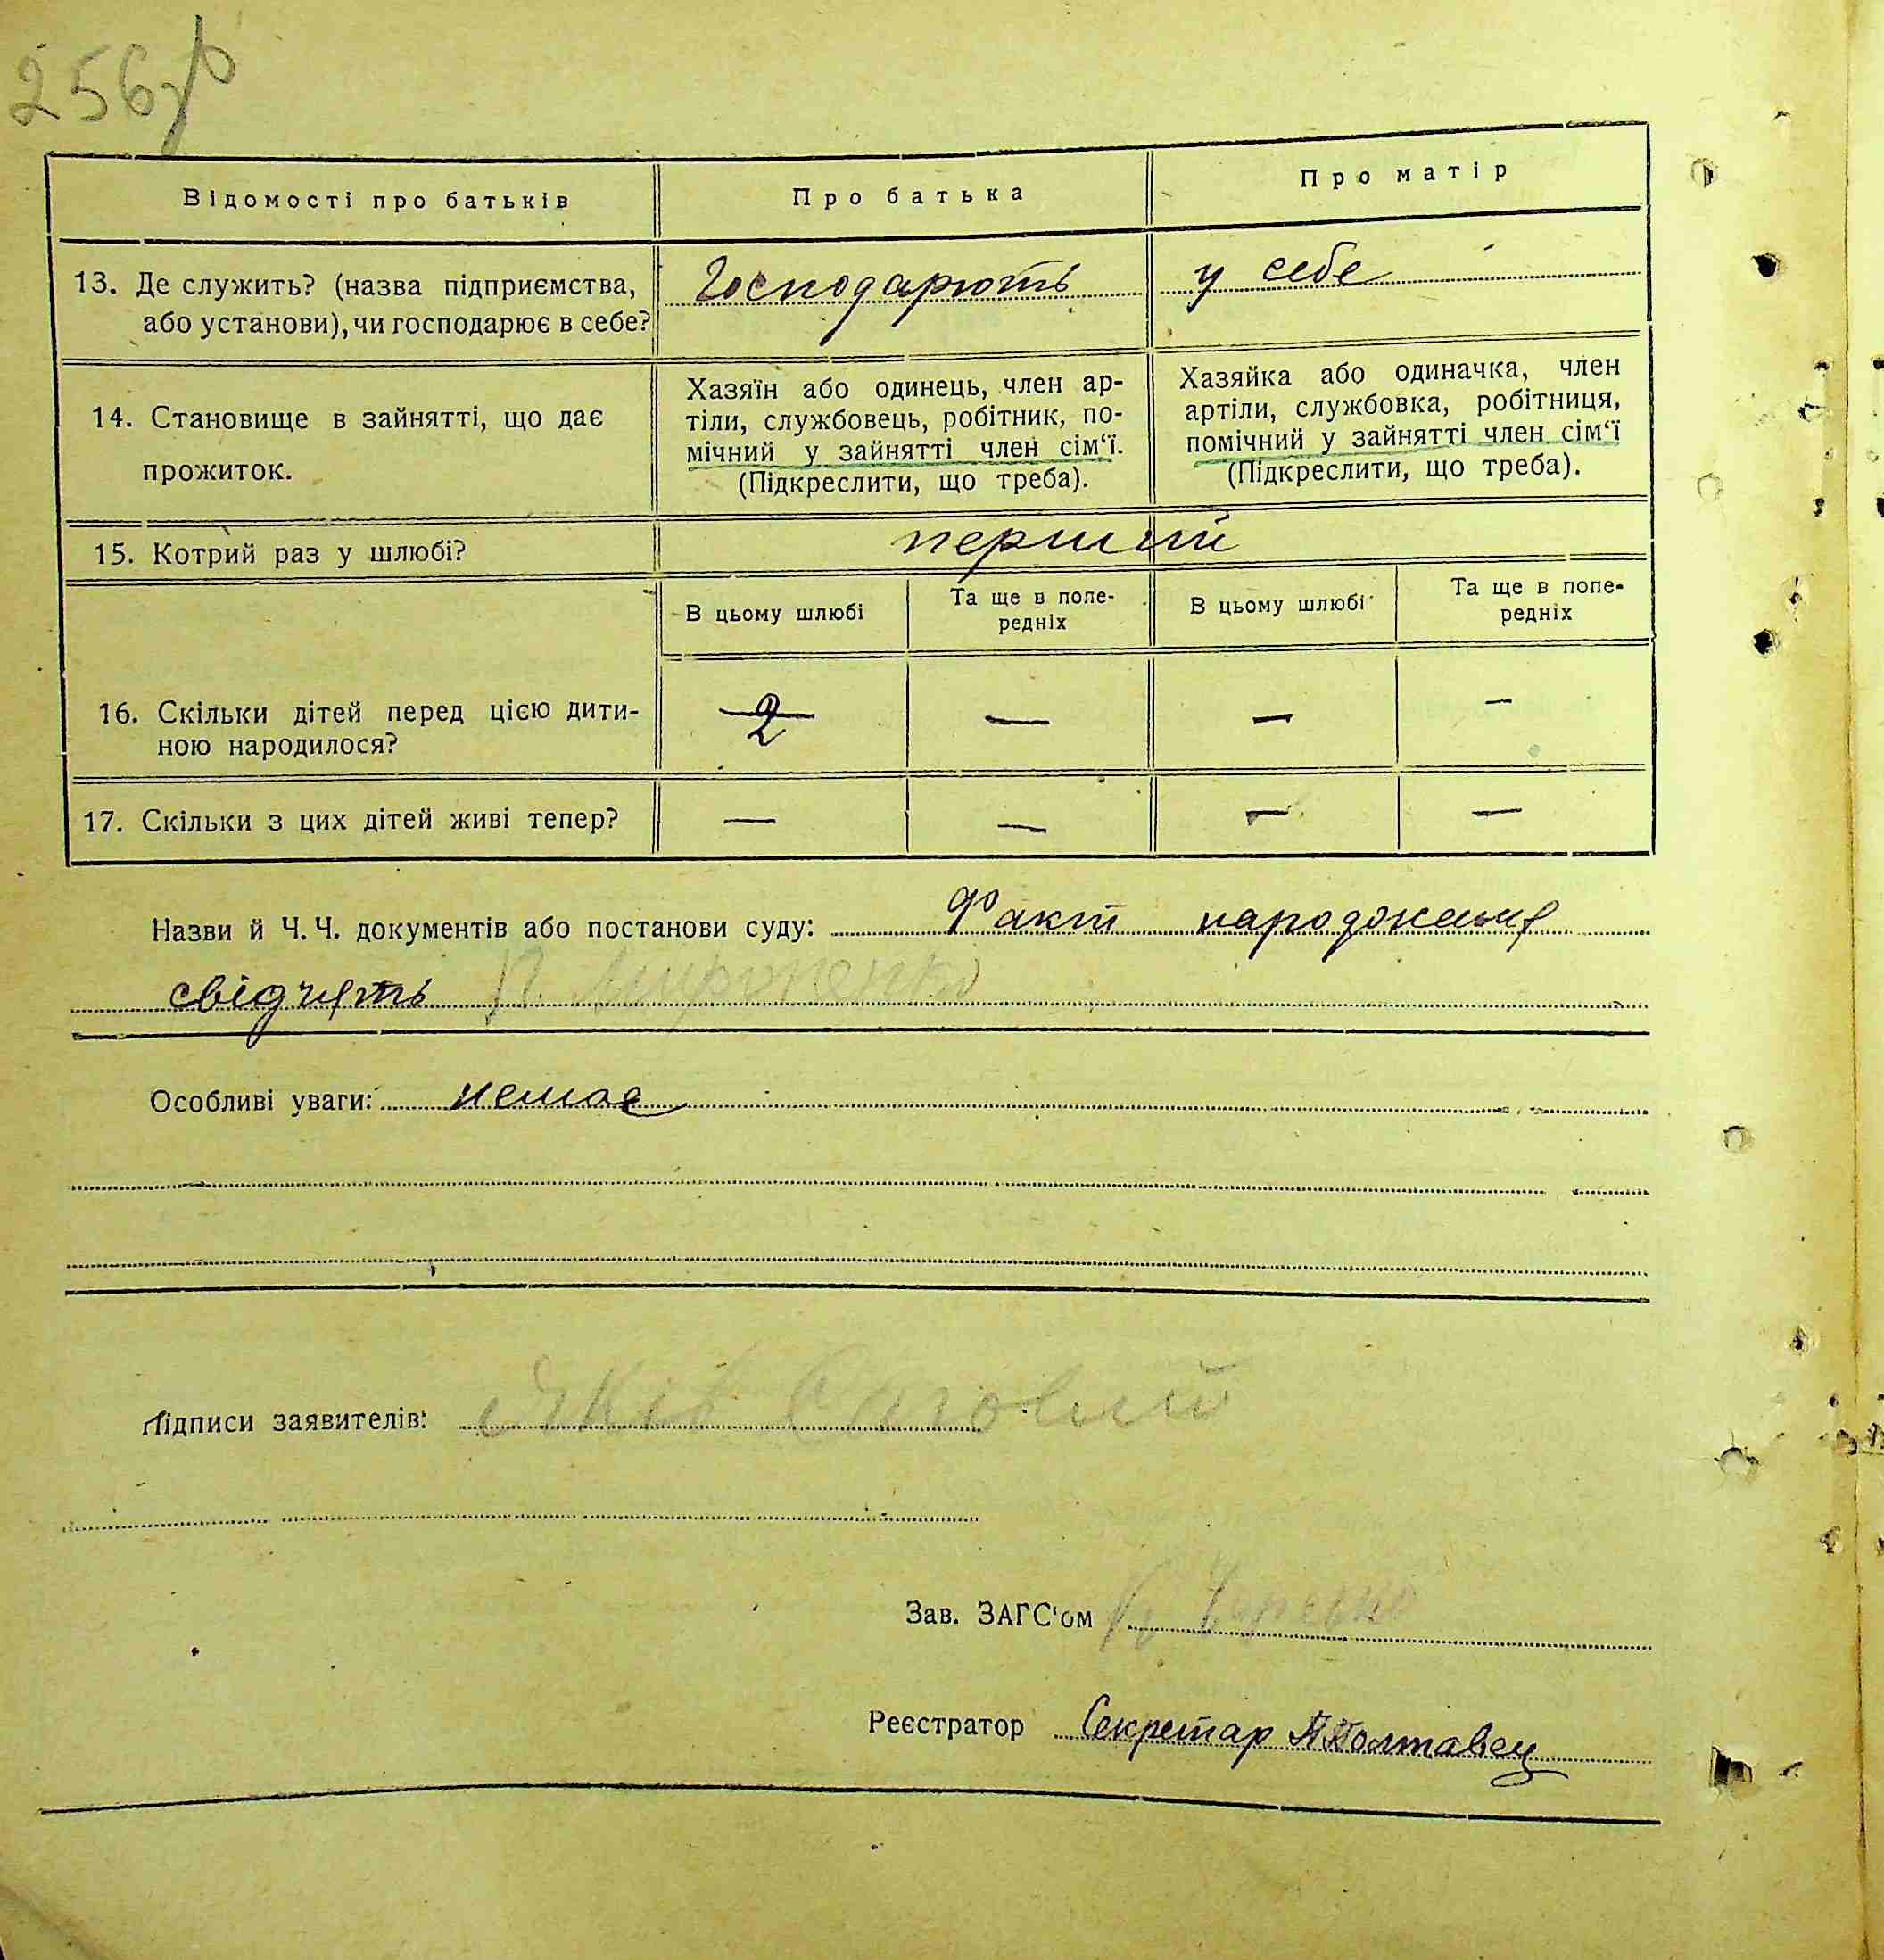 256
Відомості про батьків
Про батька
Про матір
13. Де служить? (назва підприємства,
або установи), чи господарює в себе?
Господарють
у себе
14. Становище в зайнятті, що дає
прожиток.
Хазяїн або одинець, член ар-
тіли, службовець, робітник, по-
мічний у зайнятті член сім‘ї.
(Підкреслити, що треба).
Хазяйка або одиначка, член
артіли, службовка, робітниця,
помічний у зайнятті член сім‘ї
(Підкреслити, що треба).
15. Котрий раз у шлюбі?
перший
В цьому шлюбі
Та ще в попе-
редніх
В цьому шлюбі
Та ще в попе-
редніх
16. Скільки дітей перед цією дити-
ною народилося?
2 — — —
17. Скільки з цих дітей живі тепер?
— — — —
Назви й Ч. Ч. документів або постанови суду: Факт народження
свідчять П. Мироненко
Особливі уваги: немає
Підписи заявителів: Яків
Зав. ЗАГС'ом
Реєстратор Секретар П Полтавец